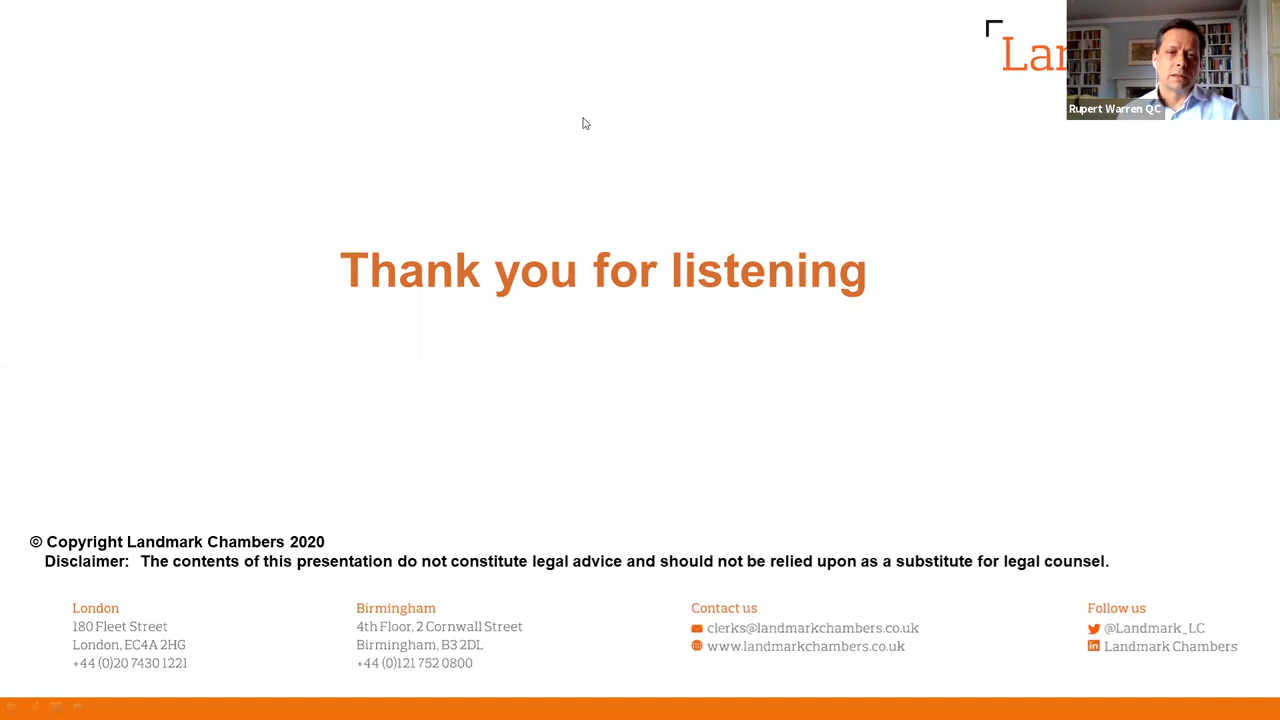 Rupert Warren QC
Thank you for listening
© Copyright Landmark Chambers 2020
Disclaimer: The contents of this presentation do not constitute legal advice and should not be relied upon as a substitute for legal counsel.
London
180 Fleet Street
London, EC4A 2HG
+44 (0)20 7430 1221
Birmingham
4th Floor, 2 Cornwall Street
Birmingham, B3 2DL
+44 (0)121 752 0800
Contact us
clerks@landmarkchambers.co.uk
www.landmarkchambers.co.uk
Follow us
@Landmark_LC
Landmark Chambers